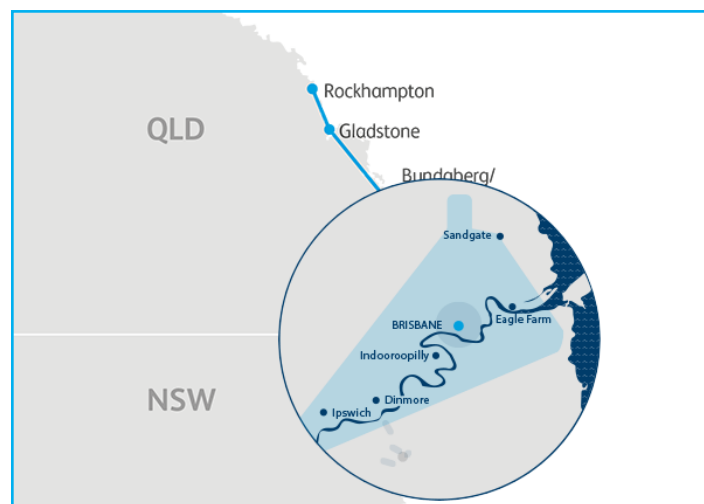 Rockhampton
QLD
Gladstone
Bundaberg/
Sandgate
Eagle Farm
BRISBANE
Indooroopilly
NSW
Dinmore
Ipswich